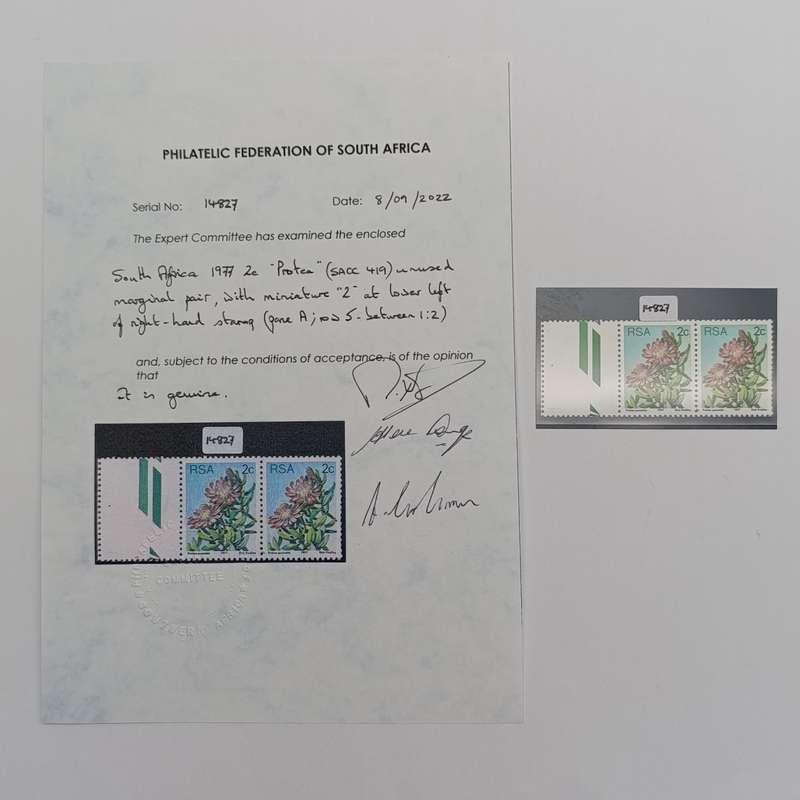 PHILATELIC FEDERATION OF SOUTH AFRICA
Serial No: 14827 Date: 8/09/2022
The Expert Committee has examined the enclosed
South Africa 1977 2c "Protea" (SACC 419) unused
marginal pair, with miniature "2" at lower left
of right-hand stamp (pane A; row 5 - between 1:2)
and, subject to the conditions of acceptance, is of the opinion
that
it is genuine.
14827
RSA 2c RSA 2c
COMMITTEE
SOUTHERN AFRICA
14827
RSA 2c RSA 2c